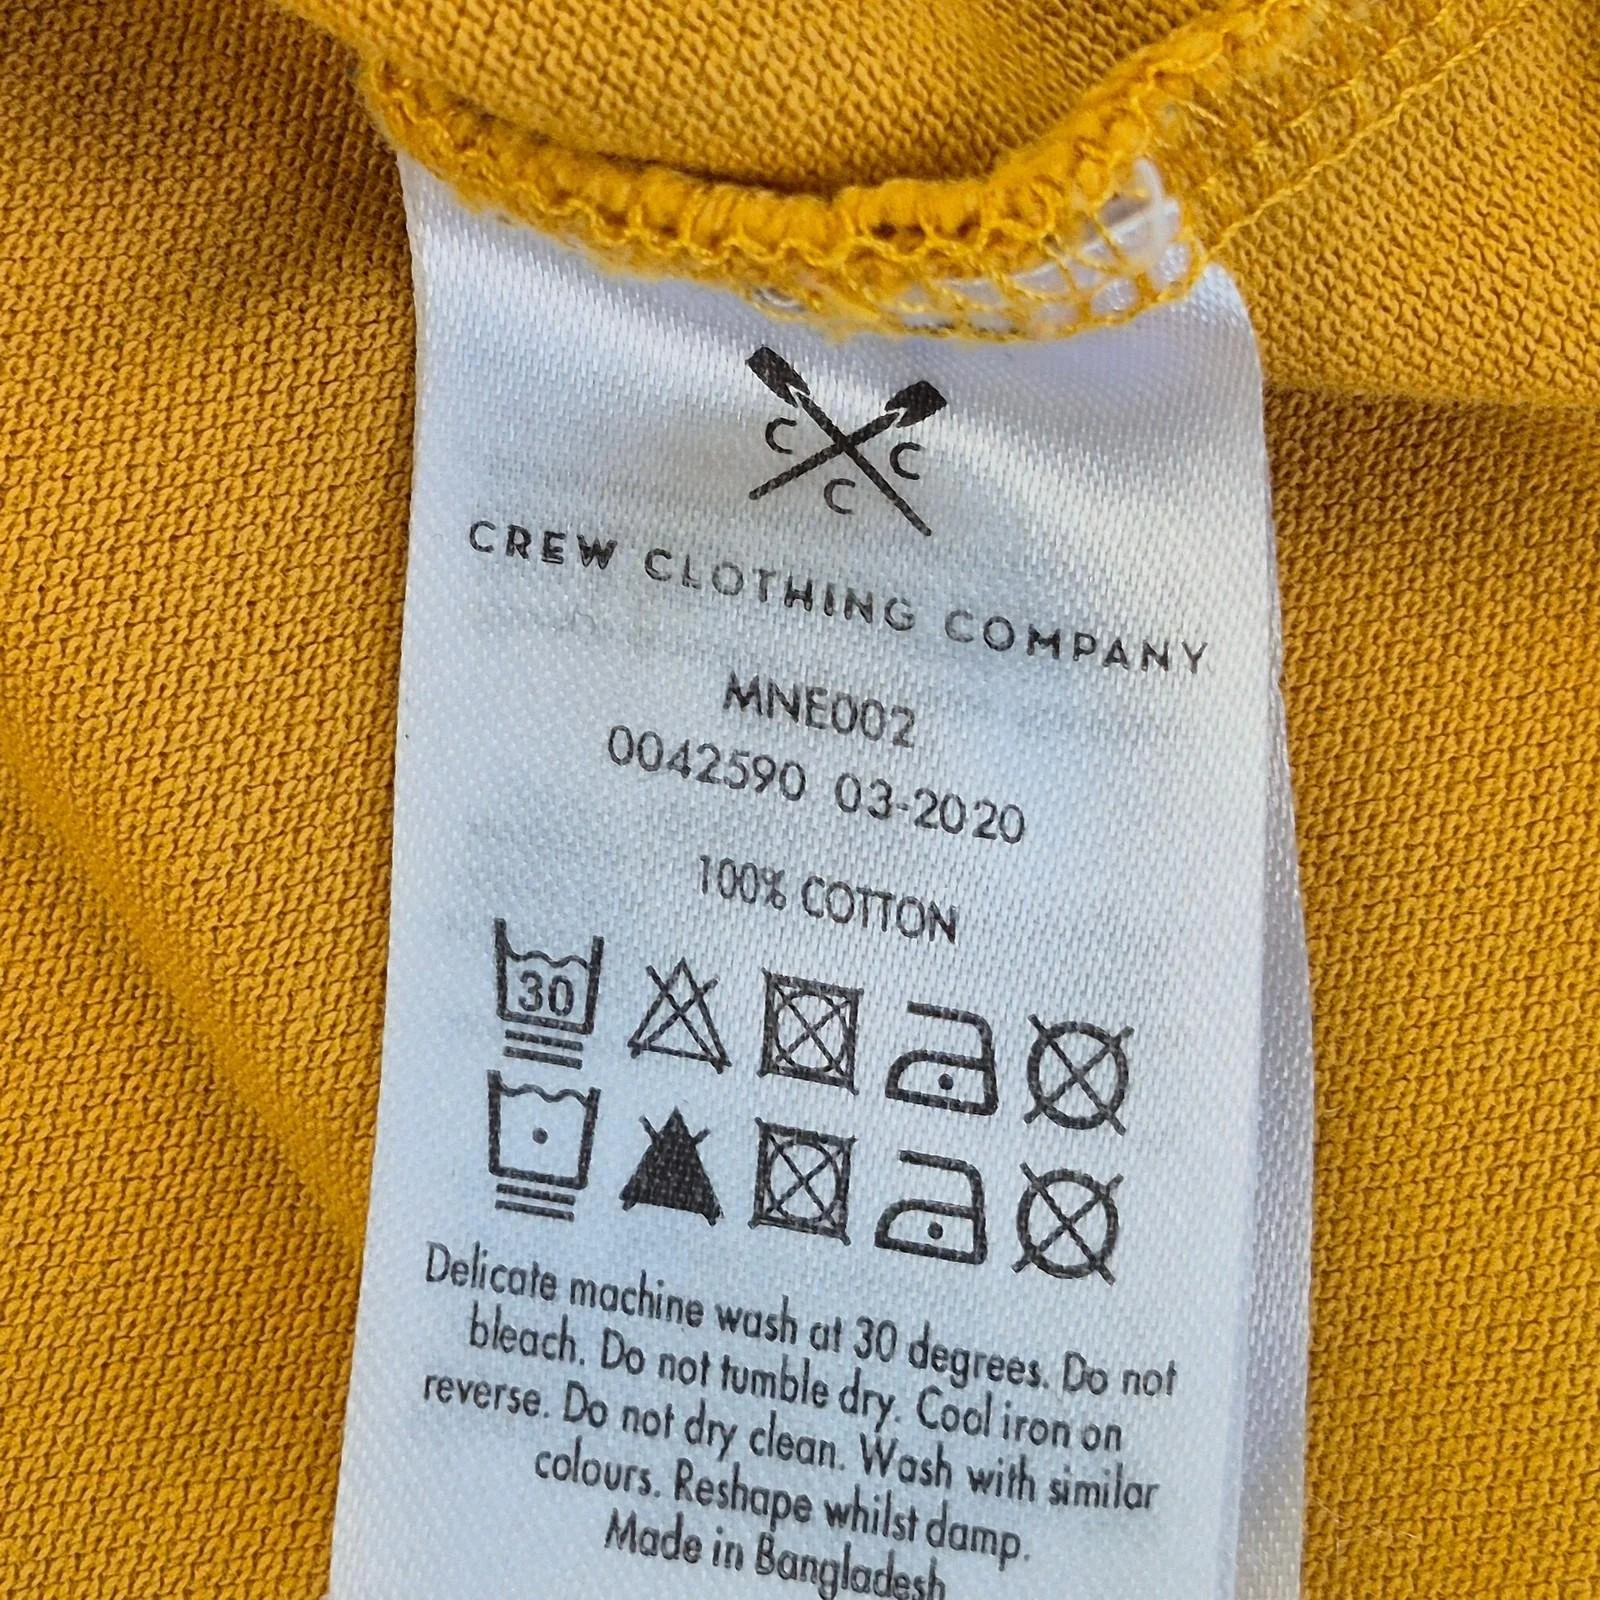 C C
C
CREW CLOTHING COMPANY
MNE002
0042590 03-2020
100% COTTON
30
Delicate machine wash at 30 degrees. Do not
bleach. Do not tumble dry. Cool iron on
reverse. Do not dry clean. Wash with similar
colours. Reshape whilst damp.
Made in Bangladesh